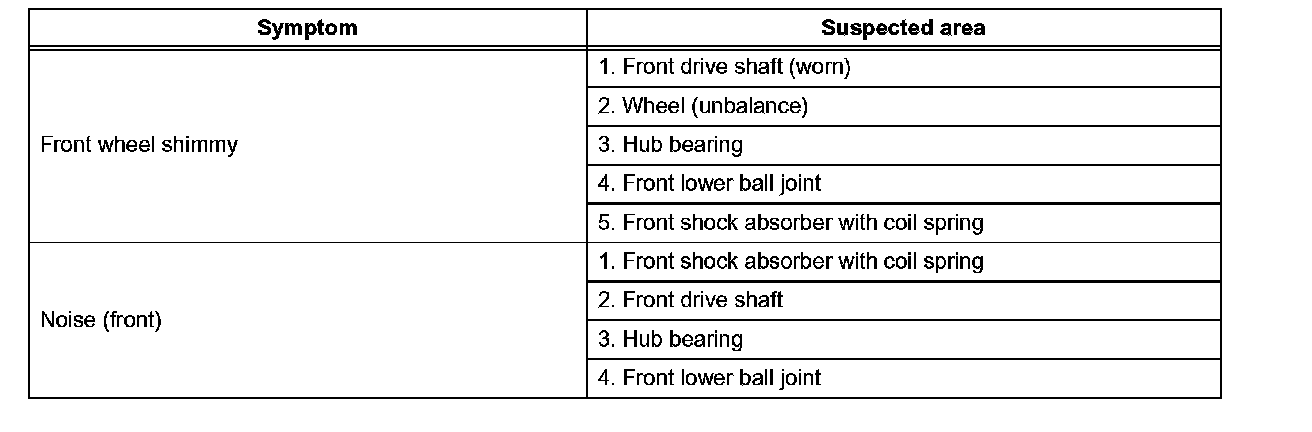 Symptom
Suspected area
Front wheel shimmy
1. Front drive shaft (worn)
2. Wheel (unbalance)
3. Hub bearing
4. Front lower ball joint
5. Front shock absorber with coil spring
Noise (front)
1. Front shock absorber with coil spring
2. Front drive shaft
3. Hub bearing
4. Front lower ball joint